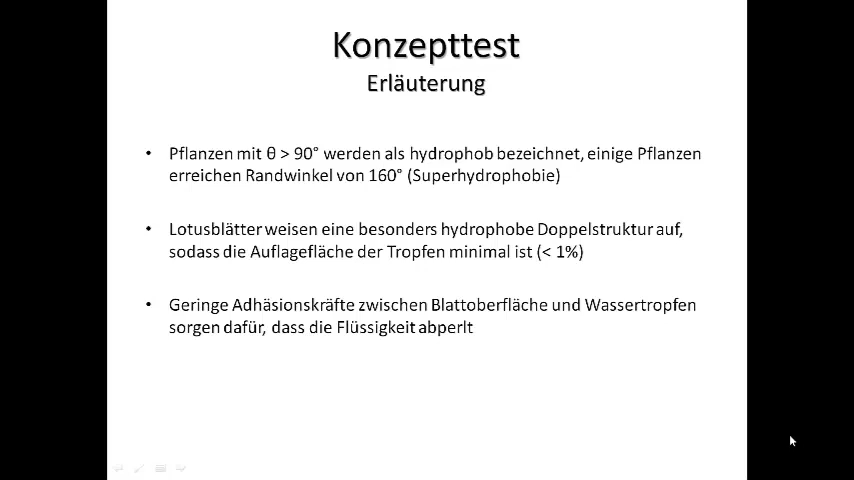 Konzepttest
Erläuterung
• Pflanzen mit θ > 90° werden als hydrophob bezeichnet, einige Pflanzen
erreichen Randwinkel von 160° (Superhydrophobie)
• Lotusblätter weisen eine besonders hydrophobe Doppelstruktur auf,
sodass die Auflagefläche der Tropfen minimal ist (< 1%)
• Geringe Adhäsionskräfte zwischen Blattoberfläche und Wassertropfen
sorgen dafür, dass die Flüssigkeit abperlt